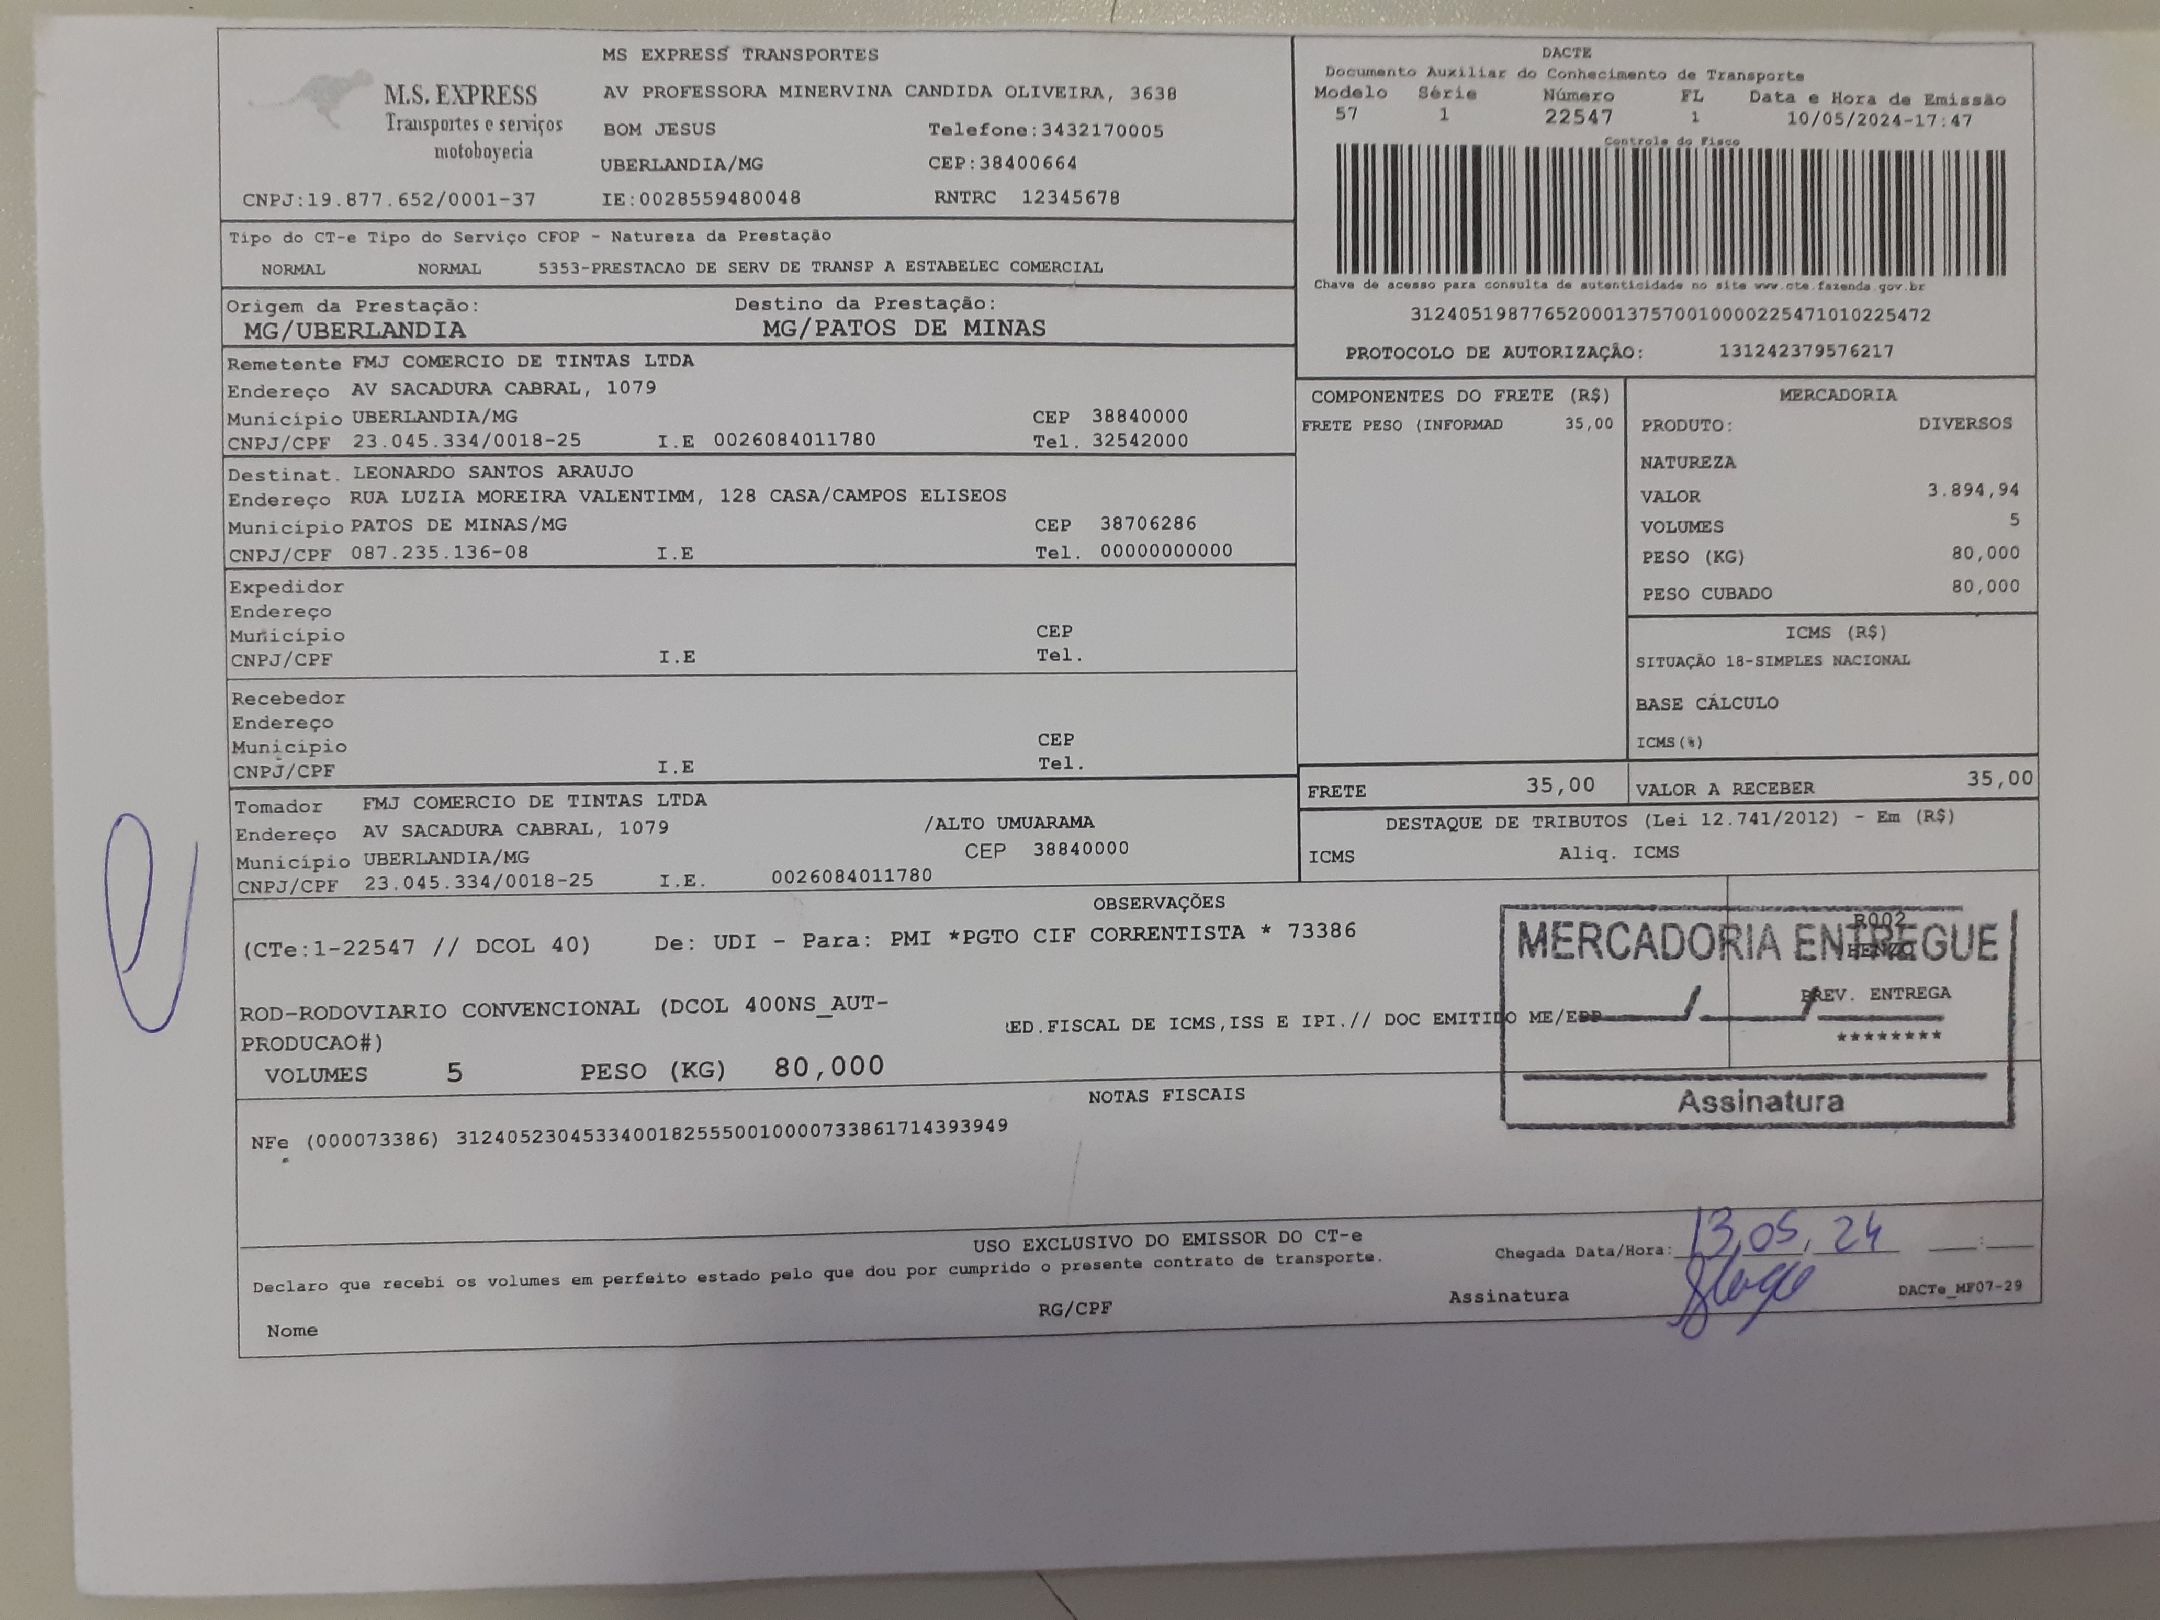 M.S. EXPRESS
Transportes e serviços
motoboyecia
CNPJ:19.877.652/0001-37
MS EXPRESS TRANSPORTES
AV PROFESSORA MINERVINA CANDIDA OLIVEIRA, 3638
BOM JESUS Telefone:3432170005
UBERLANDIA/MG CEP:38400664
IE:0028559480048 RNTRC 12345678
DACTE
Documento Auxiliar do Conhecimento de Transporte
Modelo Série Número FL Data e Hora de Emissão
57 1 22547 1 10/05/2024-17:47
Controle do Fisco
Chave de acesso para consulta de autenticidade no site www.cte.fazenda.gov.br
31240519877652000137570010000225471010225472
PROTOCOLO DE AUTORIZAÇÃO: 131242379576217
Tipo do CT-e Tipo do Serviço CFOP - Natureza da Prestação
NORMAL NORMAL 5353-PRESTACAO DE SERV DE TRANSP A ESTABELEC COMERCIAL
Origem da Prestação: Destino da Prestação:
MG/UBERLANDIA MG/PATOS DE MINAS
Remetente FMJ COMERCIO DE TINTAS LTDA
Endereço AV SACADURA CABRAL, 1079
Município UBERLANDIA/MG CEP 38840000
CNPJ/CPF 23.045.334/0018-25 I.E 0026084011780 Tel. 32542000
Destinat. LEONARDO SANTOS ARAUJO
Endereço RUA LUZIA MOREIRA VALENTIMM, 128 CASA/CAMPOS ELISEOS
Município PATOS DE MINAS/MG CEP 38706286
CNPJ/CPF 087.235.136-08 I.E Tel. 00000000000
Expedidor
Endereço
Município CEP
CNPJ/CPF I.E Tel.
Recebedor
Endereço
Município CEP
CNPJ/CPF I.E Tel.
Tomador FMJ COMERCIO DE TINTAS LTDA
Endereço AV SACADURA CABRAL, 1079 /ALTO UMUARAMA
Município UBERLANDIA/MG CEP 38840000
CNPJ/CPF 23.045.334/0018-25 I.E. 0026084011780
COMPONENTES DO FRETE (R$)
FRETE PESO (INFORMAD 35,00
MERCADORIA
PRODUTO: DIVERSOS
NATUREZA
VALOR 3.894,94
VOLUMES 5
PESO (KG) 80,000
PESO CUBADO 80,000
ICMS (R$)
SITUAÇÃO 18-SIMPLES NACIONAL
BASE CÁLCULO
ICMS(%)
FRETE 35,00 VALOR A RECEBER 35,00
DESTAQUE DE TRIBUTOS (Lei 12.741/2012) - Em (R$)
ICMS Aliq. ICMS
OBSERVAÇÕES
(CTe:1-22547 // DCOL 40) De: UDI - Para: PMI *PGTO CIF CORRENTISTA * 73386
ROD-RODOVIARIO CONVENCIONAL (DCOL 400NS_AUT-
PRODUCAO#)
RED.FISCAL DE ICMS,ISS E IPI.// DOC EMITIDO ME/EPP
VOLUMES 5 PESO (KG) 80,000
R002
HENZO
PREV. ENTREGA
********
MERCADORIA ENTREGUE
/ /
Assinatura
NOTAS FISCAIS
NFe (000073386) 31240523045334001825550010000733861714393949
USO EXCLUSIVO DO EMISSOR DO CT-e
Declaro que recebi os volumes em perfeito estado pelo que dou por cumprido o presente contrato de transporte.
Chegada Data/Hora: 13,05,24 __:__
Nome RG/CPF Assinatura DACTe_MF07-29